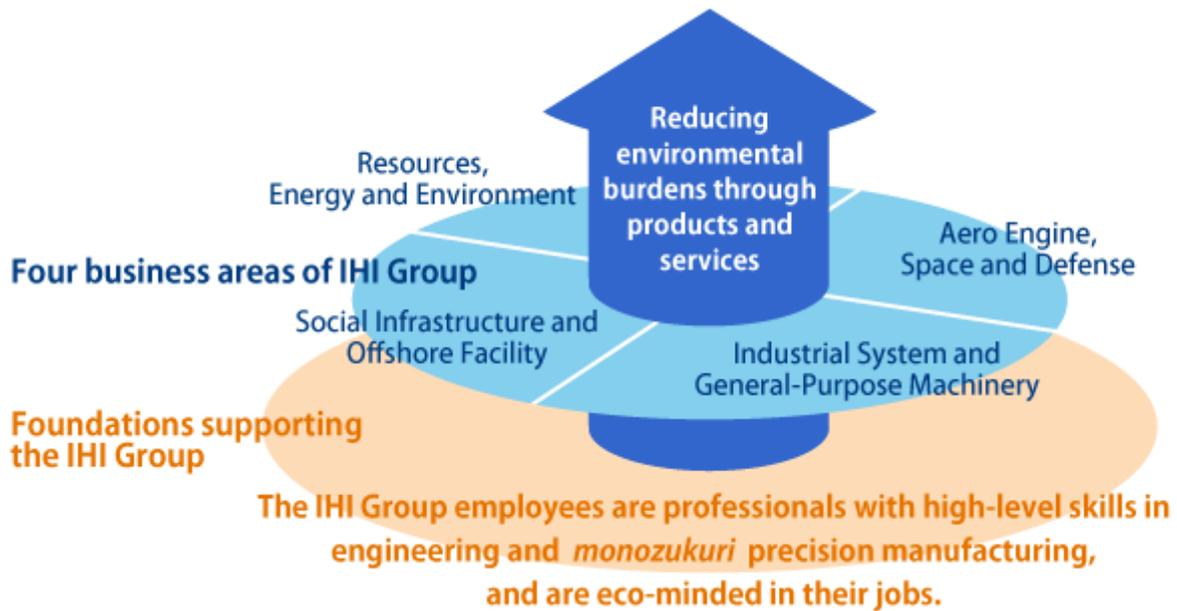 Reducing
environmental
burdens through
products and
services
Resources,
Energy and Environment
Aero Engine,
Space and Defense
Four business areas of IHI Group
Social Infrastructure and
Offshore Facility
Industrial System and
General-Purpose Machinery
Foundations supporting
the IHI Group
The IHI Group employees are professionals with high-level skills in
engineering and monozukuri precision manufacturing,
and are eco-minded in their jobs.